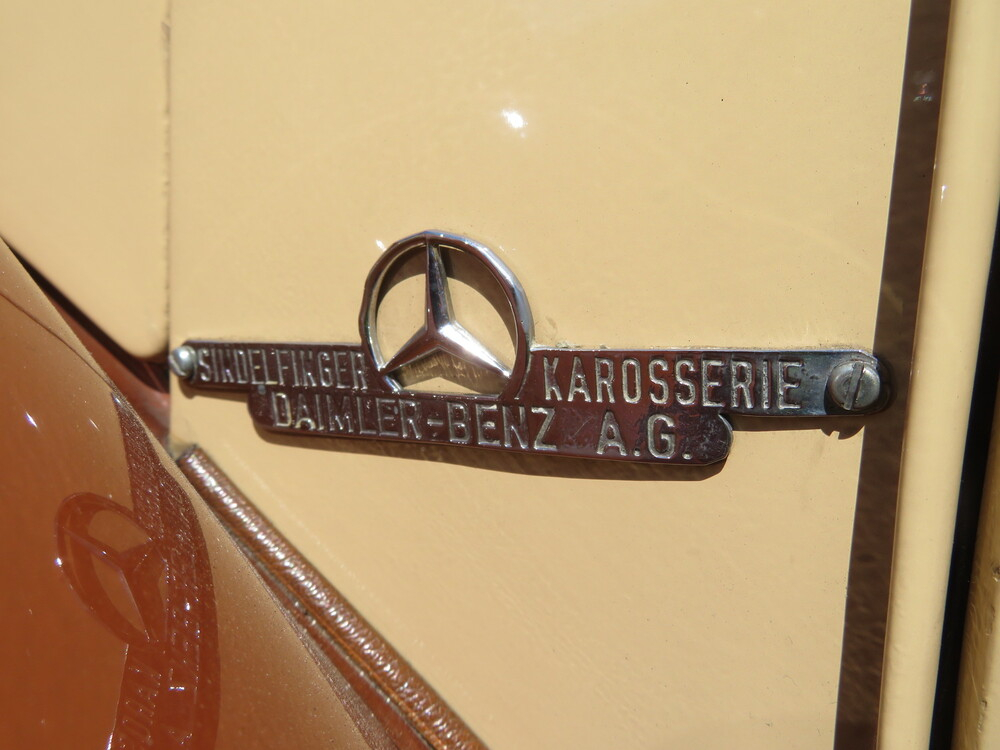 SINDELFINGER KAROSSERIE
DAIMLER-BENZ A.G.